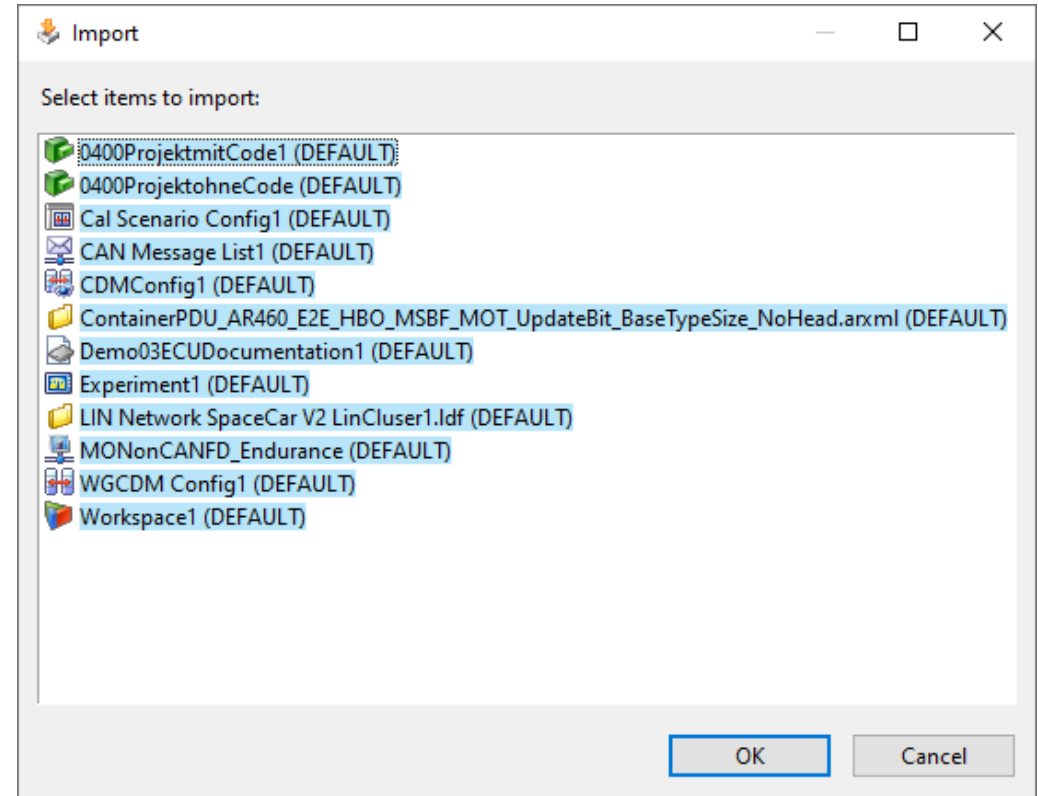 Import
Select items to import:
0400ProjektmitCode1 (DEFAULT)
0400ProjektohneCode (DEFAULT)
Cal Scenario Config1 (DEFAULT)
CAN Message List1 (DEFAULT)
CDMConfig1 (DEFAULT)
ContainerPDU_AR460_E2E_HBO_MSBF_MOT_UpdateBit_BaseTypeSize_NoHead.arxml (DEFAULT)
Demo03ECUDocumentation1 (DEFAULT)
Experiment1 (DEFAULT)
LIN Network SpaceCar V2 LinCluser1.ldf (DEFAULT)
MONonCANFD_Endurance (DEFAULT)
WGCDM Config1 (DEFAULT)
Workspace1 (DEFAULT)
OK Cancel